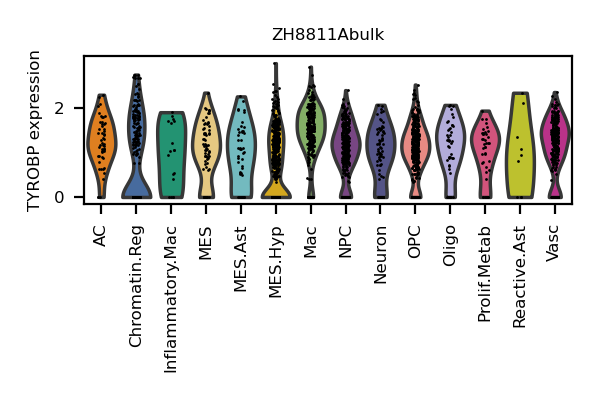 ZH8811Abulk
TYROBP expression
2
0
AC
Chromatin.Reg
Inflammatory.Mac
MES
MES.Ast
MES.Hyp
Mac
NPC
Neuron
OPC
Oligo
Prolif.Metab
Reactive.Ast
Vasc